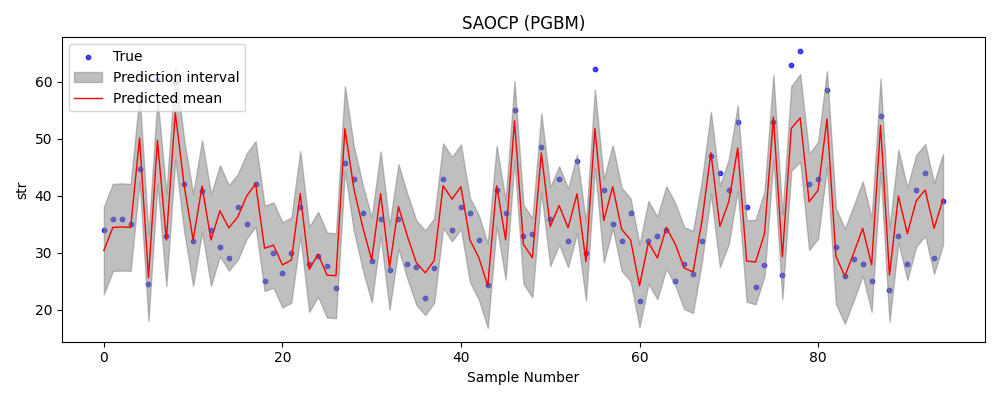 SAOCP (PGBM)
True
Prediction interval
Predicted mean
60
50
40
30
20
str
0
20
40
60
80
Sample Number